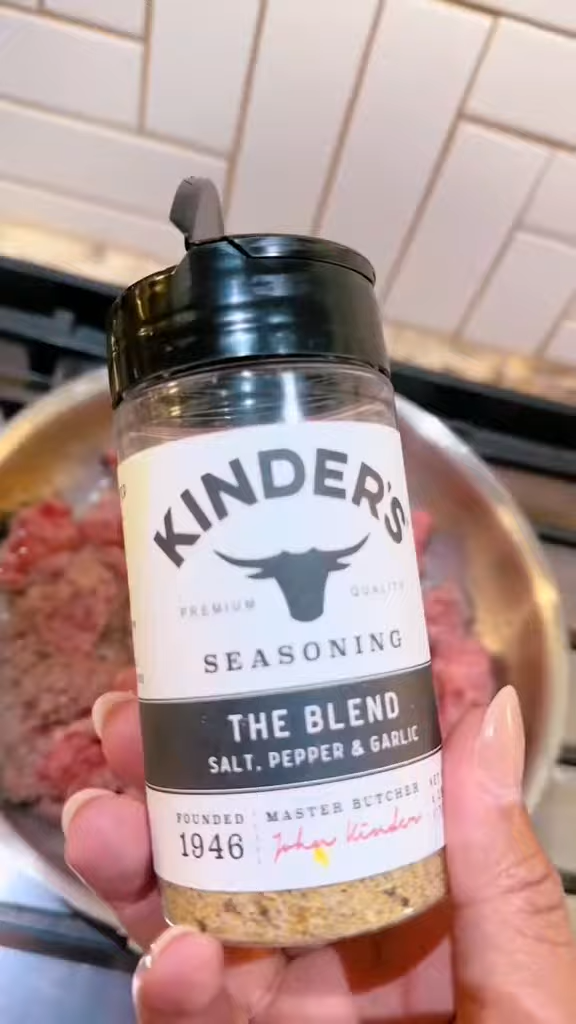 KINDER'S
PREMIUM QUALITY
SEASONING
THE BLEND
SALT, PEPPER & GARLIC
FOUNDED
1946
MASTER BUTCHER
John Kinder